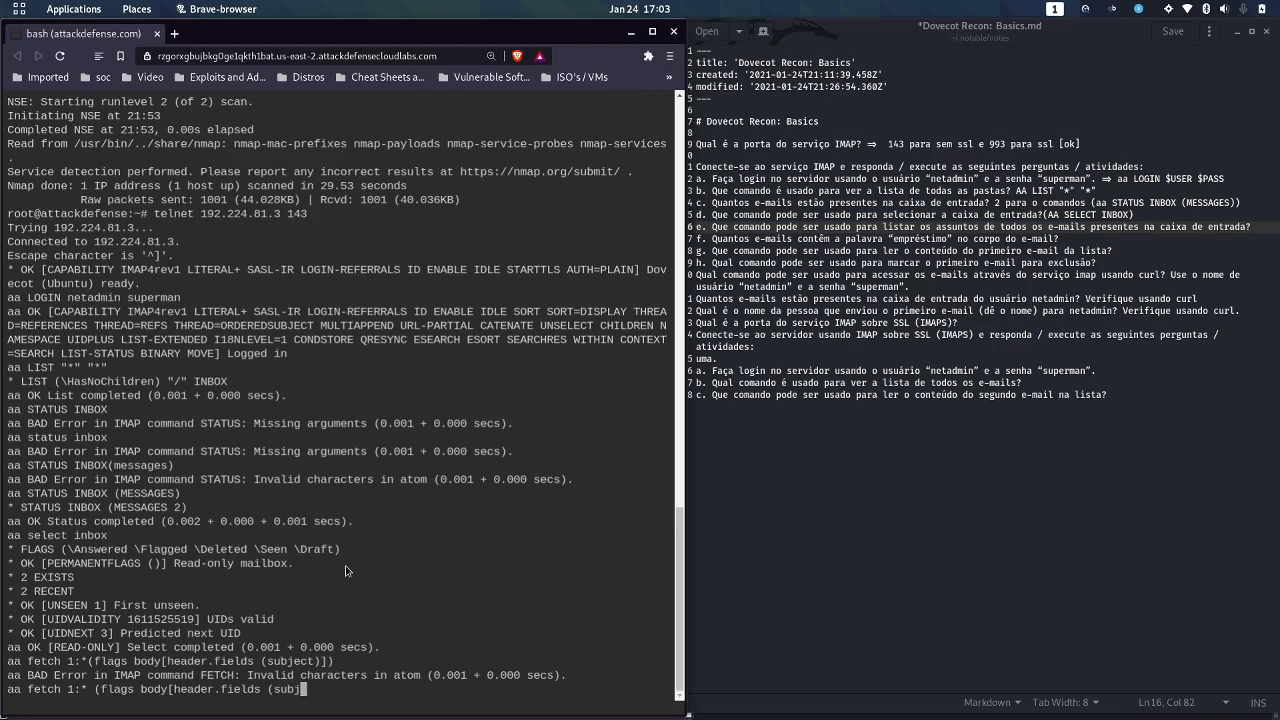 Applications Places Brave-browser Jan 24 17:03 1
bash (attackdefense.com)
rzgorxgbujbkg0ge1qkth1bat.us-east-2.attackdefensecloudlabs.com
Imported soc Video Exploits and Ad... Distros Cheat Sheets a... Vulnerable Soft... ISO's / VMs »
NSE: Starting runlevel 2 (of 2) scan.
Initiating NSE at 21:53
Completed NSE at 21:53, 0.00s elapsed
Read from /usr/bin/../share/nmap: nmap-mac-prefixes nmap-payloads nmap-service-probes nmap-services
.
Service detection performed. Please report any incorrect results at https://nmap.org/submit/ .
Nmap done: 1 IP address (1 host up) scanned in 29.53 seconds
Raw packets sent: 1001 (44.028KB) | Rcvd: 1001 (40.036KB)
root@attackdefense:~# telnet 192.224.81.3 143
Trying 192.224.81.3...
Connected to 192.224.81.3.
Escape character is '^]'.
* OK [CAPABILITY IMAP4rev1 LITERAL+ SASL-IR LOGIN-REFERRALS ID ENABLE IDLE STARTTLS AUTH=PLAIN] Dov
ecot (Ubuntu) ready.
aa LOGIN netadmin superman
aa OK [CAPABILITY IMAP4rev1 LITERAL+ SASL-IR LOGIN-REFERRALS ID ENABLE IDLE SORT SORT=DISPLAY THREA
D=REFERENCES THREAD=REFS THREAD=ORDEREDSUBJECT MULTIAPPEND URL-PARTIAL CATENATE UNSELECT CHILDREN N
AMESPACE UIDPLUS LIST-EXTENDED I18NLEVEL=1 CONDSTORE QRESYNC ESEARCH ESORT SEARCHRES WITHIN CONTEXT
=SEARCH LIST-STATUS BINARY MOVE] Logged in
aa LIST "*" "*"
* LIST (\HasNoChildren) "/" INBOX
aa OK List completed (0.001 + 0.000 secs).
aa STATUS INBOX
aa BAD Error in IMAP command STATUS: Missing arguments (0.001 + 0.000 secs).
aa status inbox
aa BAD Error in IMAP command STATUS: Missing arguments (0.001 + 0.000 secs).
aa STATUS INBOX(messages)
aa BAD Error in IMAP command STATUS: Invalid characters in atom (0.001 + 0.000 secs).
aa STATUS INBOX (MESSAGES)
* STATUS INBOX (MESSAGES 2)
aa OK Status completed (0.002 + 0.000 + 0.001 secs).
aa select inbox
* FLAGS (\Answered \Flagged \Deleted \Seen \Draft)
* OK [PERMANENTFLAGS ()] Read-only mailbox.
* 2 EXISTS
* 2 RECENT
* OK [UNSEEN 1] First unseen.
* OK [UIDVALIDITY 1611525519] UIDs valid
* OK [UIDNEXT 3] Predicted next UID
aa OK [READ-ONLY] Select completed (0.001 + 0.000 secs).
aa fetch 1:*(flags body[header.fields (subject)])
aa BAD Error in IMAP command FETCH: Invalid characters in atom (0.001 + 0.000 secs).
aa fetch 1:* (flags body[header.fields (subj
Open *Dovecot Recon: Basics.md Save
~/.notable/notes
1 ---
2 title: 'Dovecot Recon: Basics'
3 created: '2021-01-24T21:11:39.458Z'
4 modified: '2021-01-24T21:26:54.360Z'
5 ---
6
7 # Dovecot Recon: Basics
8
9 Qual é a porta do serviço IMAP? => 143 para sem ssl e 993 para ssl [ok]
0
1 Conecte-se ao serviço IMAP e responda / execute as seguintes perguntas / atividades:
2 a. Faça login no servidor usando o usuário “netadmin” e a senha “superman”. => aa LOGIN $USER $PASS
3 b. Que comando é usado para ver a lista de todas as pastas? AA LIST "*" "*"
4 c. Quantos e-mails estão presentes na caixa de entrada? 2 para o comandos (aa STATUS INBOX (MESSAGES))
5 d. Que comando pode ser usado para selecionar a caixa de entrada?(AA SELECT INBOX)
6 e. Que comando pode ser usado para listar os assuntos de todos os e-mails presentes na caixa de entrada?
7 f. Quantos e-mails contêm a palavra “empréstimo” no corpo do e-mail?
8 g. Que comando pode ser usado para ler o conteúdo do primeiro e-mail da lista?
9 h. Que comando pode ser usado para marcar o primeiro e-mail para exclusão?
0 Qual comando pode ser usado para acessar os e-mails através do serviço imap usando curl? Use o nome de
usuário “netadmin” e a senha “superman”.
1 Quantos e-mails estão presentes na caixa de entrada do usuário netadmin? Verifique usando curl
2 Qual é o nome da pessoa que enviou o primeiro e-mail (dê o nome) para netadmin? Verifique usando curl.
3 Qual é a porta do serviço IMAP sobre SSL (IMAPS)?
4 Conecte-se ao servidor usando IMAP sobre SSL (IMAPS) e responda / execute as seguintes perguntas /
atividades:
5 uma.
6 a. Faça login no servidor usando o usuário “netadmin” e a senha “superman”.
7 b. Qual comando é usado para ver a lista de todos os e-mails?
8 c. Que comando pode ser usado para ler o conteúdo do segundo e-mail na lista?
Markdown Tab Width: 8 Ln16, Col 82 INS